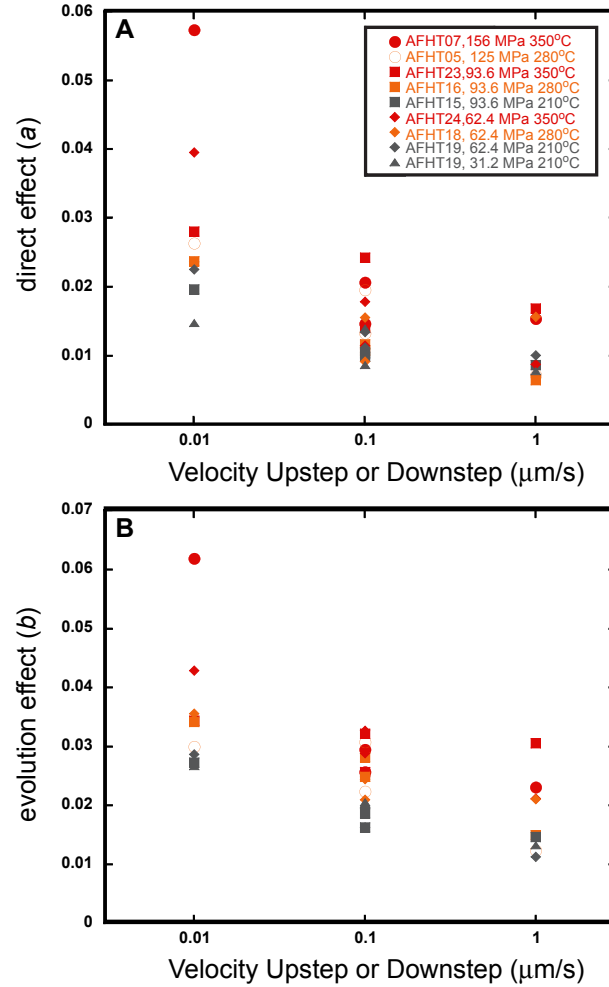 0.06
A
AFHT07,156 MPa 350°C
AFHT05, 125 MPa 280°C
AFHT23,93.6 MPa 350°C
AFHT16, 93.6 MPa 280°C
AFHT15, 93.6 MPa 210°C
AFHT24,62.4 MPa 350°C
AFHT18, 62.4 MPa 280°C
AFHT19, 62.4 MPa 210°C
AFHT19, 31.2 MPa 210°C
0.05
0.04
0.03
0.02
0.01
0
direct effect (a)
0.01
0.1
1
Velocity Upstep or Downstep (μm/s)
0.07
B
0.06
0.05
0.04
0.03
0.02
0.01
0
evolution effect (b)
0.01
0.1
1
Velocity Upstep or Downstep (μm/s)